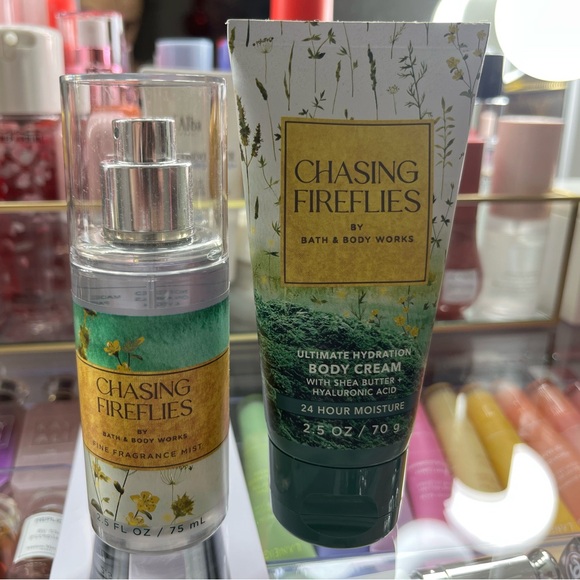 CHASING
FIREFLIES
BY
BATH & BODY WORKS
FINE FRAGRANCE MIST
2.5 FL OZ / 75 mL
CHASING
FIREFLIES
BY
BATH & BODY WORKS
ULTIMATE HYDRATION
BODY CREAM
WITH SHEA BUTTER +
HYALURONIC ACID
24 HOUR MOISTURE
2.5 OZ / 70 g
Alba